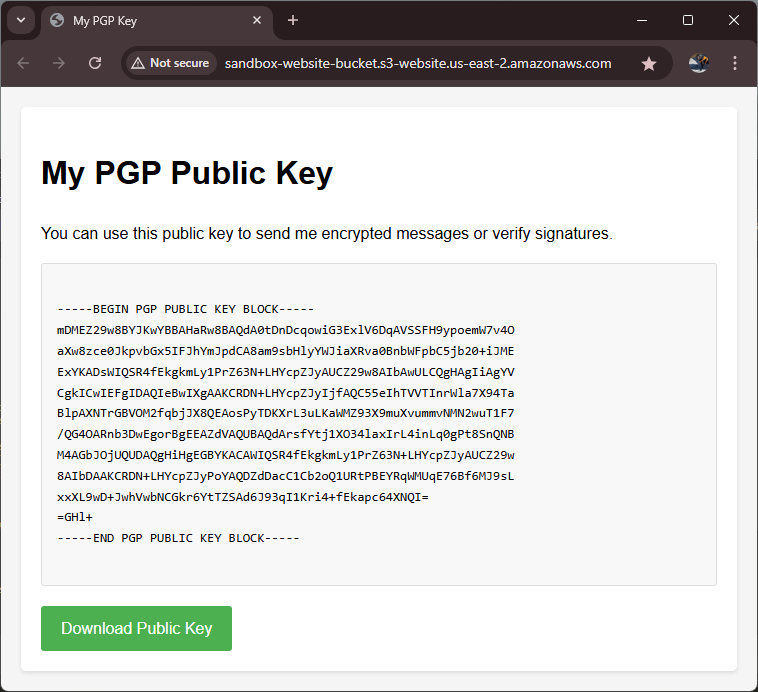 My PGP Key
Not secure
sandbox-website-bucket.s3-website.us-east-2.amazonaws.com
My PGP Public Key
You can use this public key to send me encrypted messages or verify signatures.
-----BEGIN PGP PUBLIC KEY BLOCK-----
mDMEZ29w8BYJKwYBBAHaRw8BAQdA0tDnDcqowiG3ExlV6DqAVSSFH9ypoemW7v4O
aXw8zce0JkpvbGx5IFJhYmJpdCA8am9sbHlyYWJiaXRva0BnbWFpbC5jb20+iJME
ExYKADsWIQSR4fEkgkmLy1PrZ63N+LHYcpZJyAUCZ29w8AIbAwULCQgHAgIiAgYV
CgkICwIEFgIDAQIeBwIXgAAKCRDN+LHYcpZJyIjfAQC55eIhTVVTInrWla7X94Ta
BlpAXNTrGBVOM2fqbjJX8QEAosPyTDKXrL3uLKaWMZ93X9muXvummvNMN2wuT1F7
/QG4OARnb3DwEgorBgEEAZdVAQUBAQdArsfYtj1XO34laxIrL4inLq0gPt8SnQNB
M4AGbJOjUQUDAQgHiHgEGBYKACAWIQSR4fEkgkmLy1PrZ63N+LHYcpZJyAUCZ29w
8AIbDAAKCRDN+LHYcpZJyPoYAQDZdDacC1Cb2oQ1URtPBEYRqWMUqE76Bf6MJ9sL
xxXL9wD+JwhVwbNCGkr6YtTZSAd6J93qI1Kri4+fEkapc64XNQI=
=GHl+
-----END PGP PUBLIC KEY BLOCK-----
Download Public Key